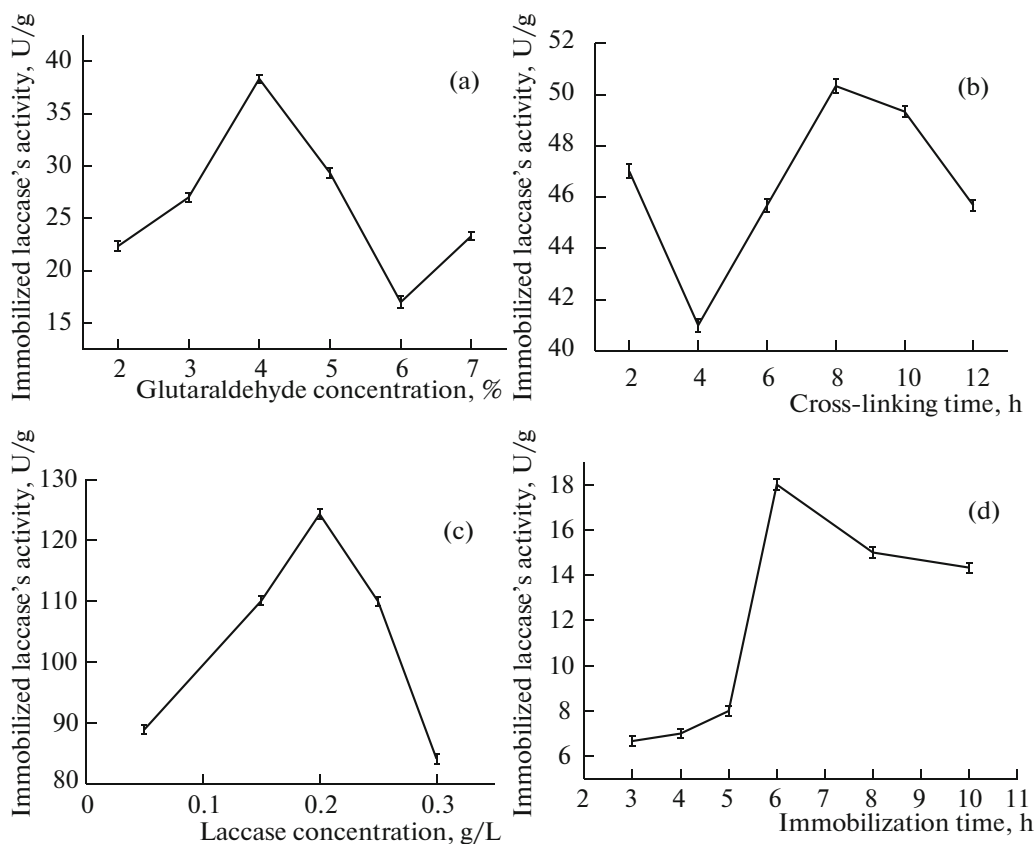 Immobilized laccase's activity, U/g
40
35
30
25
20
15
(a)
2 3 4 5 6 7
Glutaraldehyde concentration, %
Immobilized laccase's activity, U/g
52
50
48
46
44
42
40
(b)
2 4 6 8 10 12
Cross-linking time, h
Immobilized laccase's activity, U/g
130
120
110
100
90
80
(c)
0 0.1 0.2 0.3
Laccase concentration, g/L
Immobilized laccase's activity, U/g
18
16
14
8
6
(d)
2 3 4 5 6 7 8 9 10 11
Immobilization time, h